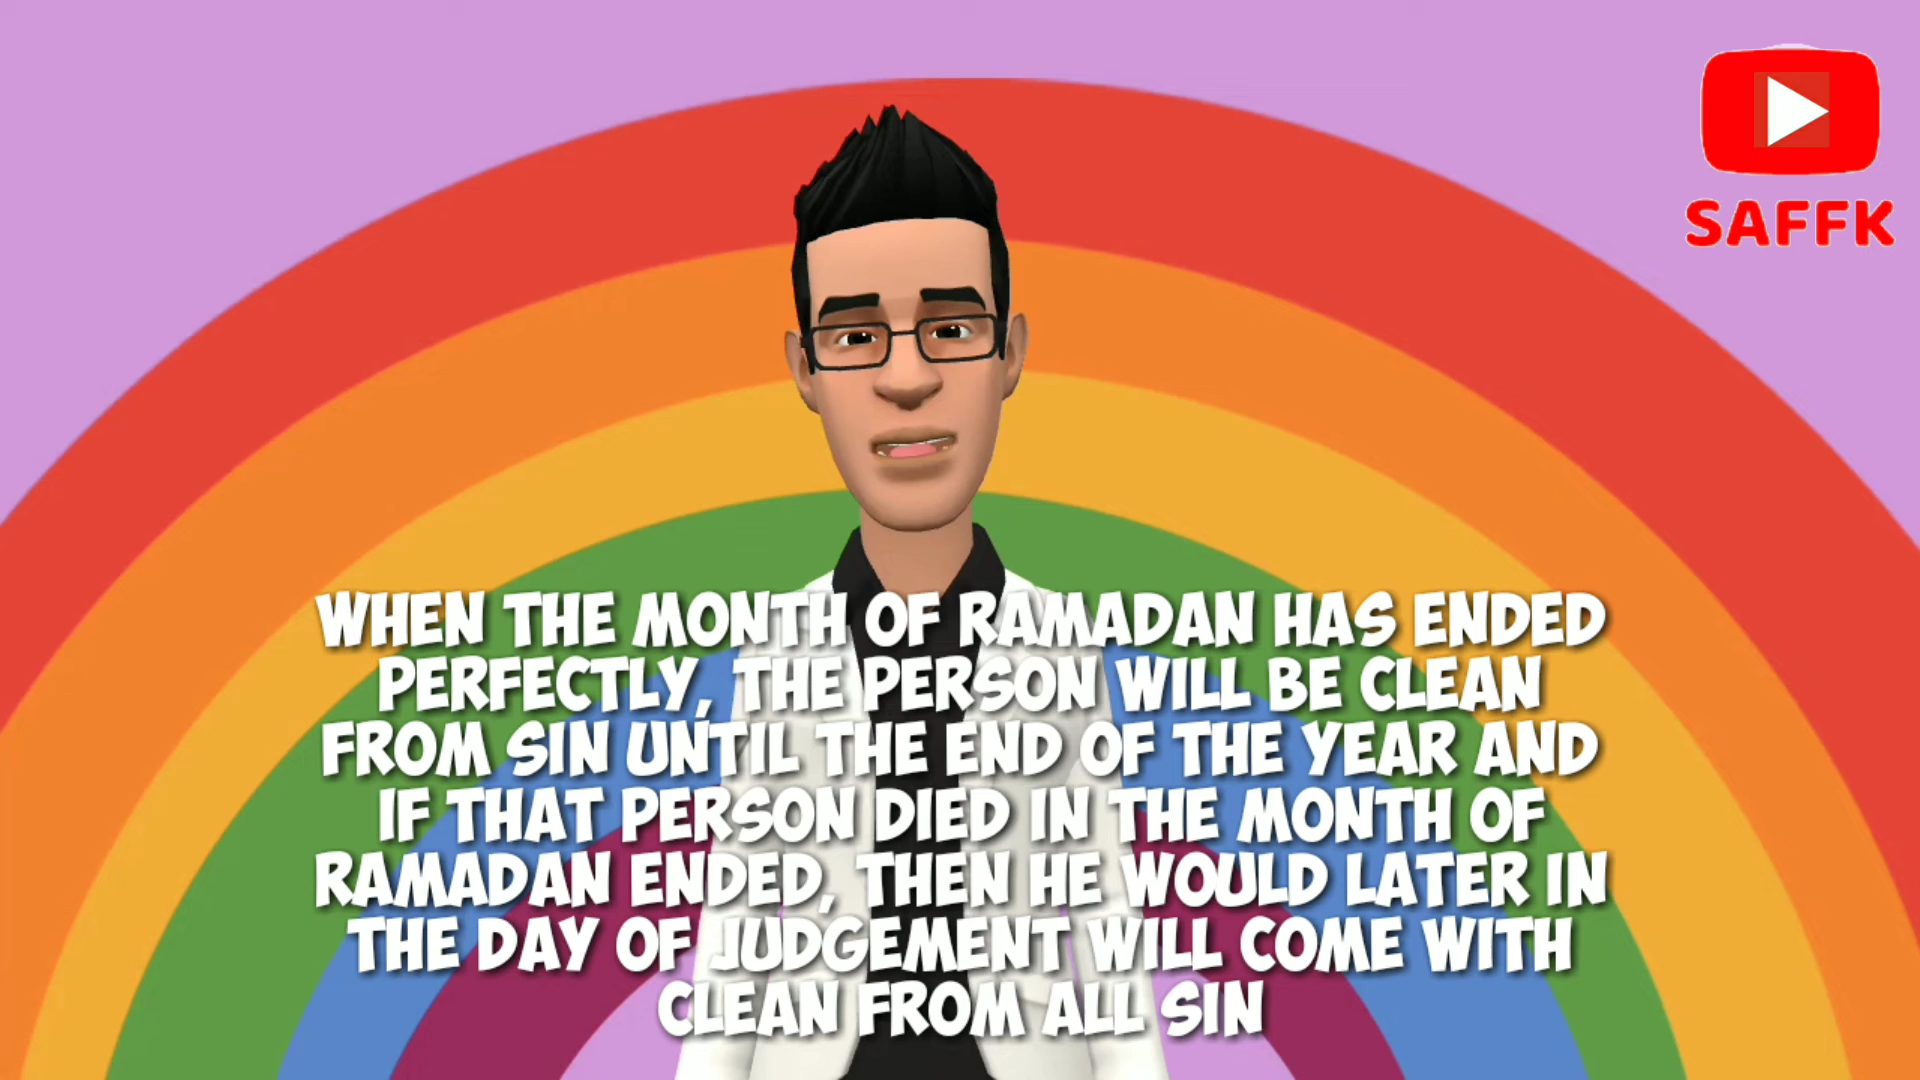 SAFFK
WHEN THE MONTH OF RAMADAN HAS ENDED
PERFECTLY, THE PERSON WILL BE CLEAN
FROM SIN UNTIL THE END OF THE YEAR AND
IF THAT PERSON DIED IN THE MONTH OF
RAMADAN ENDED, THEN HE WOULD LATER IN
THE DAY OF JUDGEMENT WILL COME WITH
CLEAN FROM ALL SIN